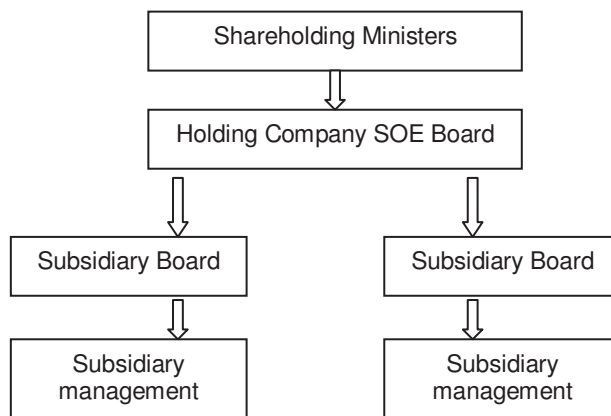 Shareholding Ministers
Holding Company SOE Board
Subsidiary Board
Subsidiary Board
Subsidiary
management
Subsidiary
management